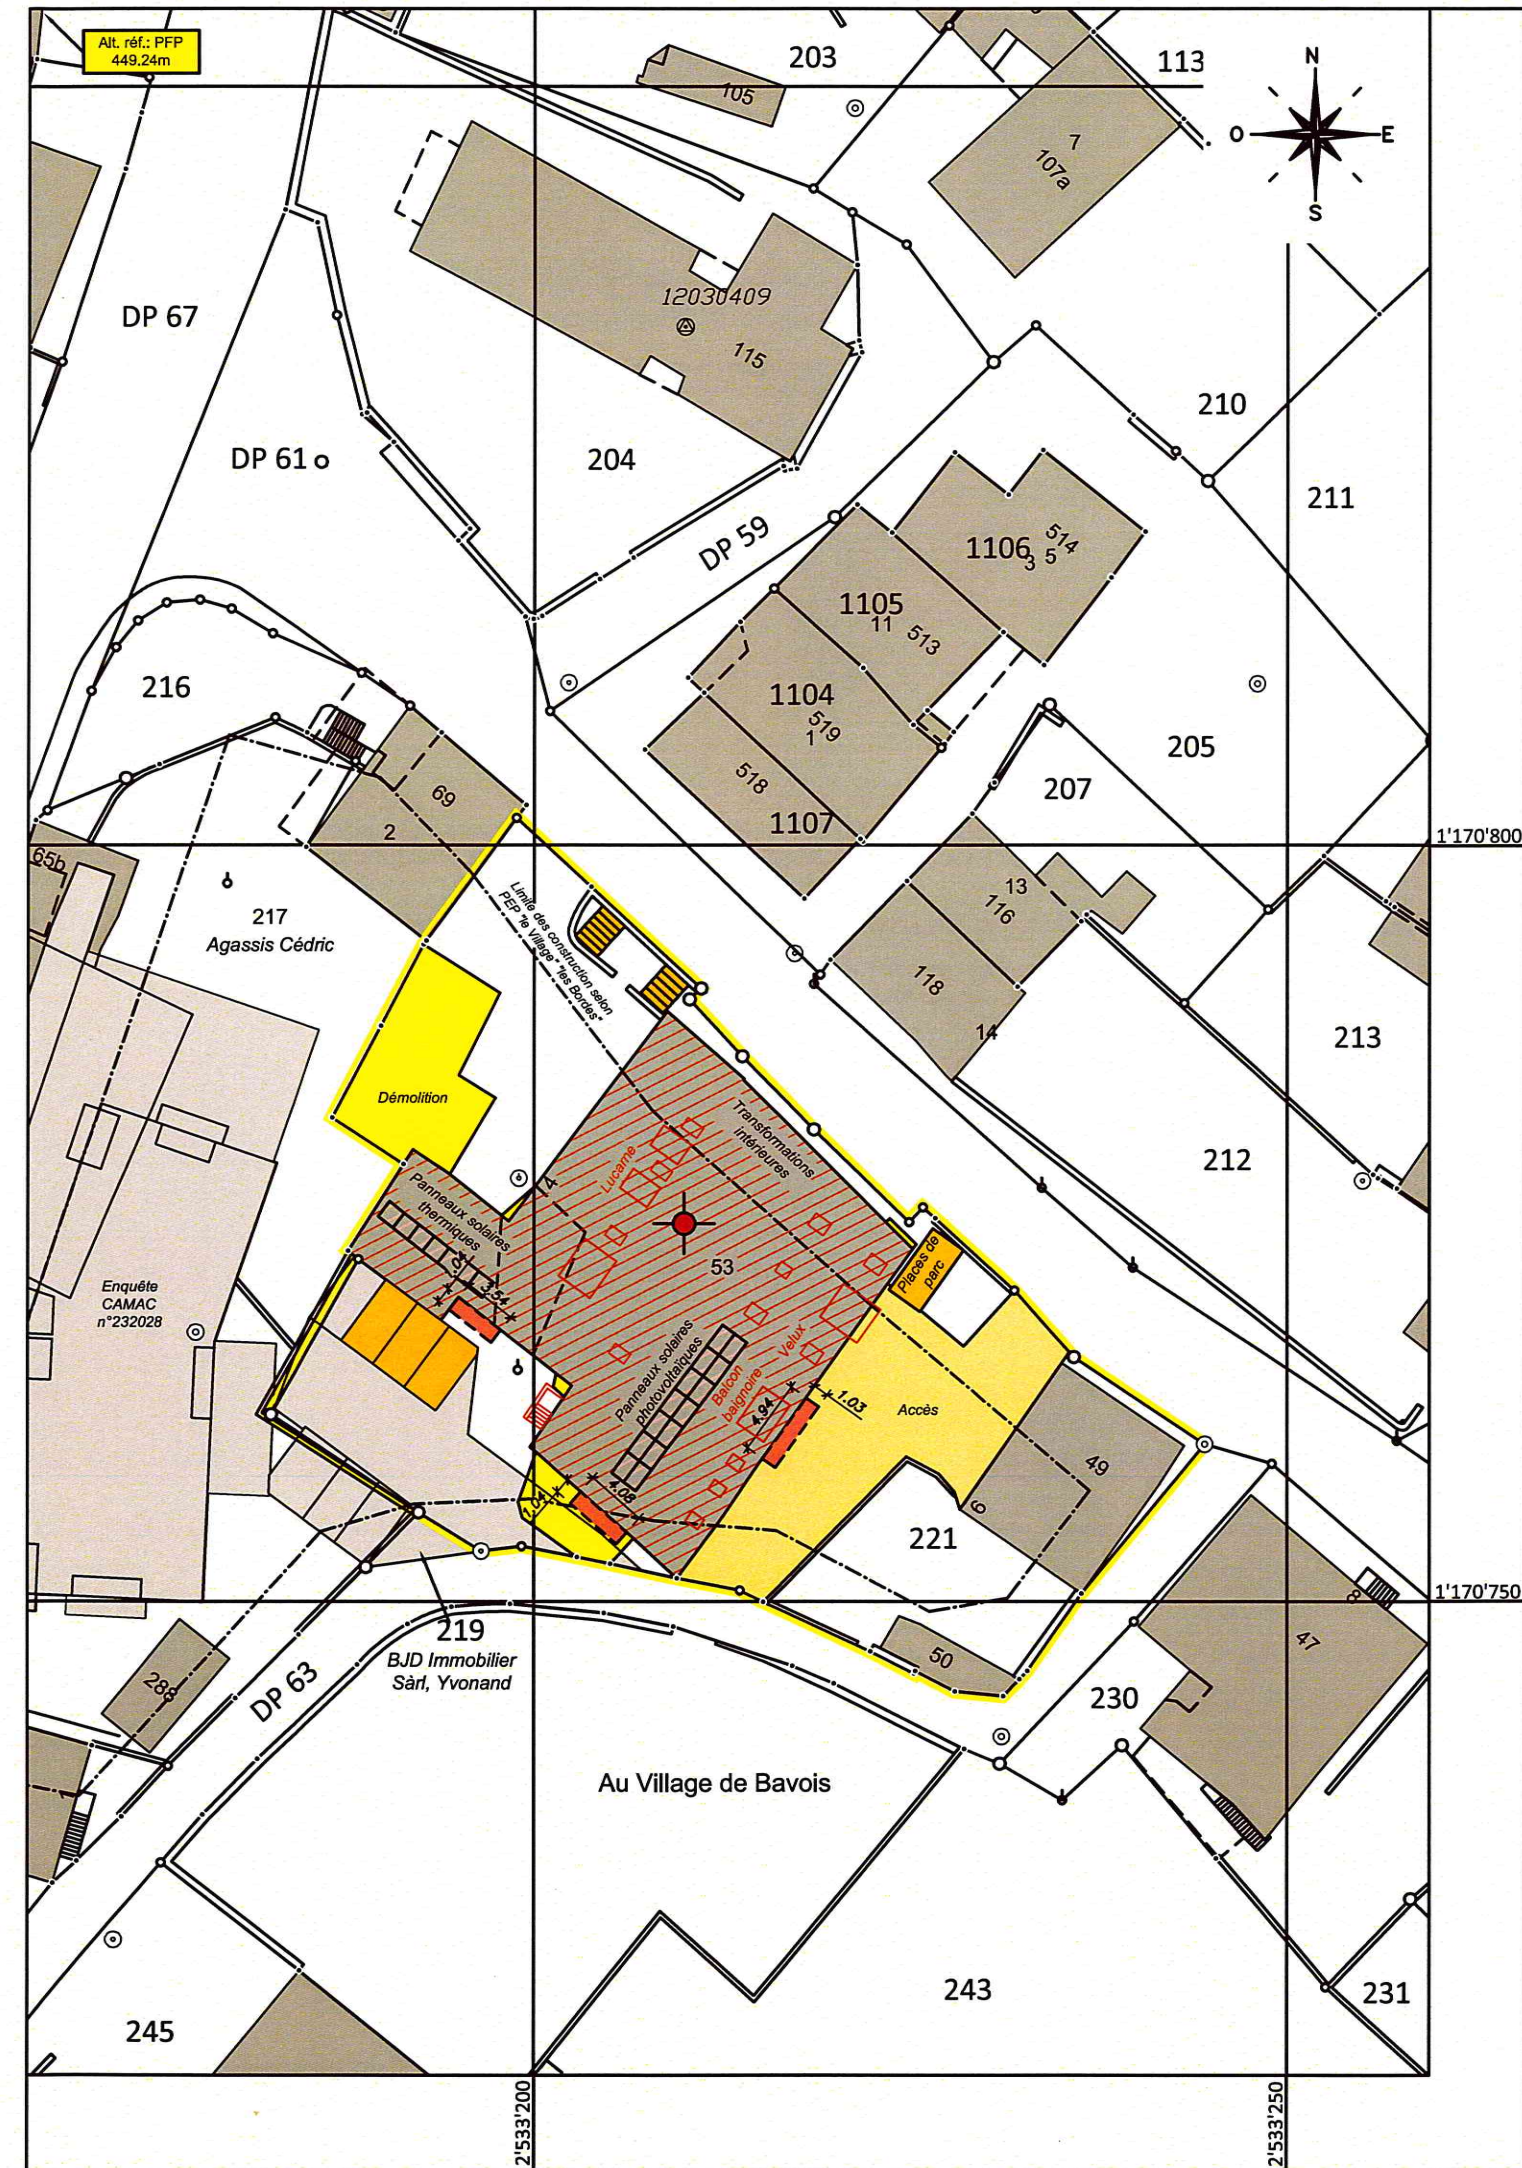 Alt. réf.: PFP
449.24m
203
113
105
N
O
E
S
7
107a
DP 67
12030409
115
DP 61
204
210
211
DP 59
1106
514
3 5
1105
11
513
216
1104
519
1
518
1107
205
207
69
2
65b
1'170'800
217
Agassis Cédric
Limite des construction selon
PEP "le Village" "les Bordes"
13
116
118
14
213
Démolition
212
Transformations
intérieures
Lucarne
14
Panneaux solaires
thermiques
53
Places de
parc
Enquête
CAMAC
n°232028
3.54
Panneaux solaires
photovoltaïques
Velux
Balcon
baignoire
4.94
1.03
Accès
49
6
4.08
1.04
221
1'170'750
219
BJD Immobilier
Sàrl, Yvonand
50
8
47
288
DP 63
230
1
Au Village de Bavois
243
231
245
2'533'200
2'533'250